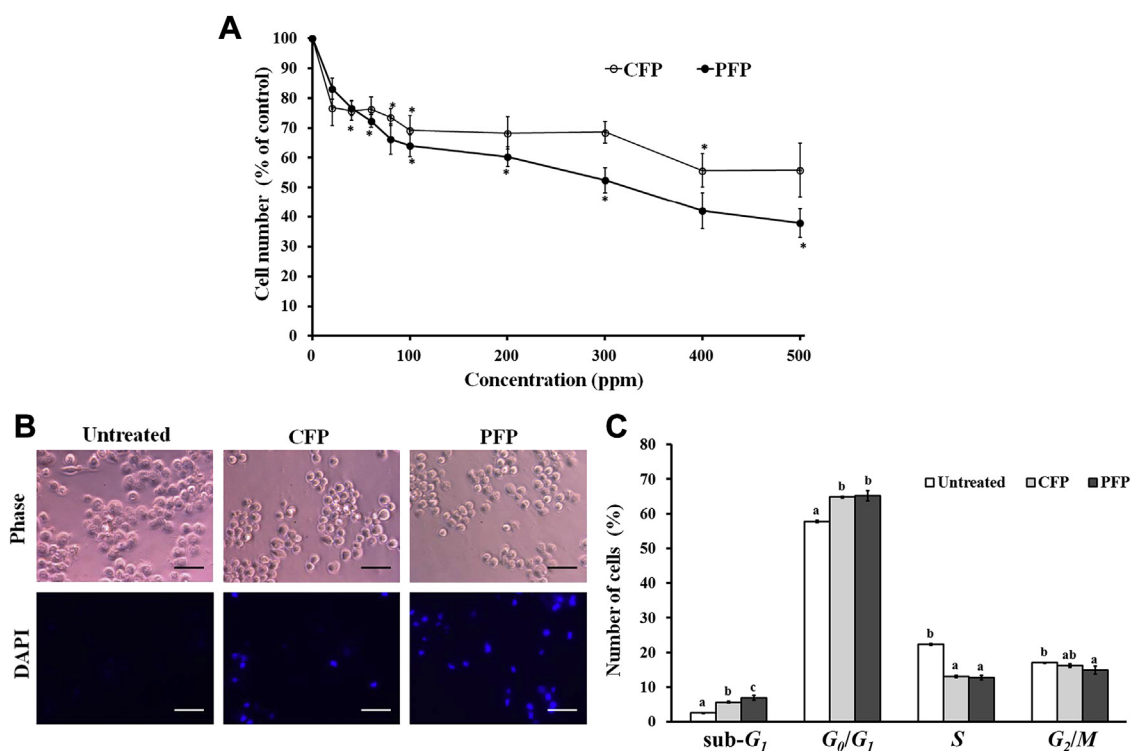 A
Cell number (% of control)
100
90
80
70
60
50
40
30
20
10
0
CFP PFP
* * * * * * * * * *
0 100 200 300 400 500
Concentration (ppm)
B
Untreated CFP PFP
Phase
DAPI
C
Number of cells (%)
80
70
60
50
40
30
20
10
0
Untreated CFP PFP
a b c
a b b
b a a
b ab a
sub-G1 G0/G1 S G2/M